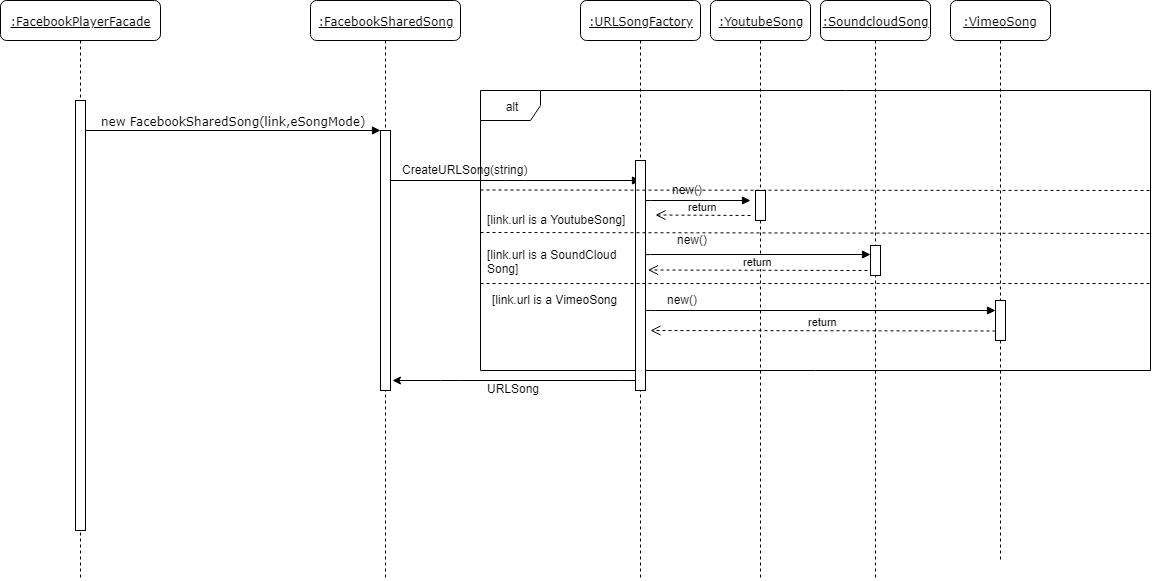 :FacebookPlayerFacade
:FacebookSharedSong
:URLSongFactory
:YoutubeSong
:SoundcloudSong
:VimeoSong
alt
new FacebookSharedSong(link,eSongMode)
CreateURLSong(string)
new()
return
[link.url is a YoutubeSong]
new()
[link.url is a SoundCloud
Song]
return
[link.url is a VimeoSong
new()
return
URLSong